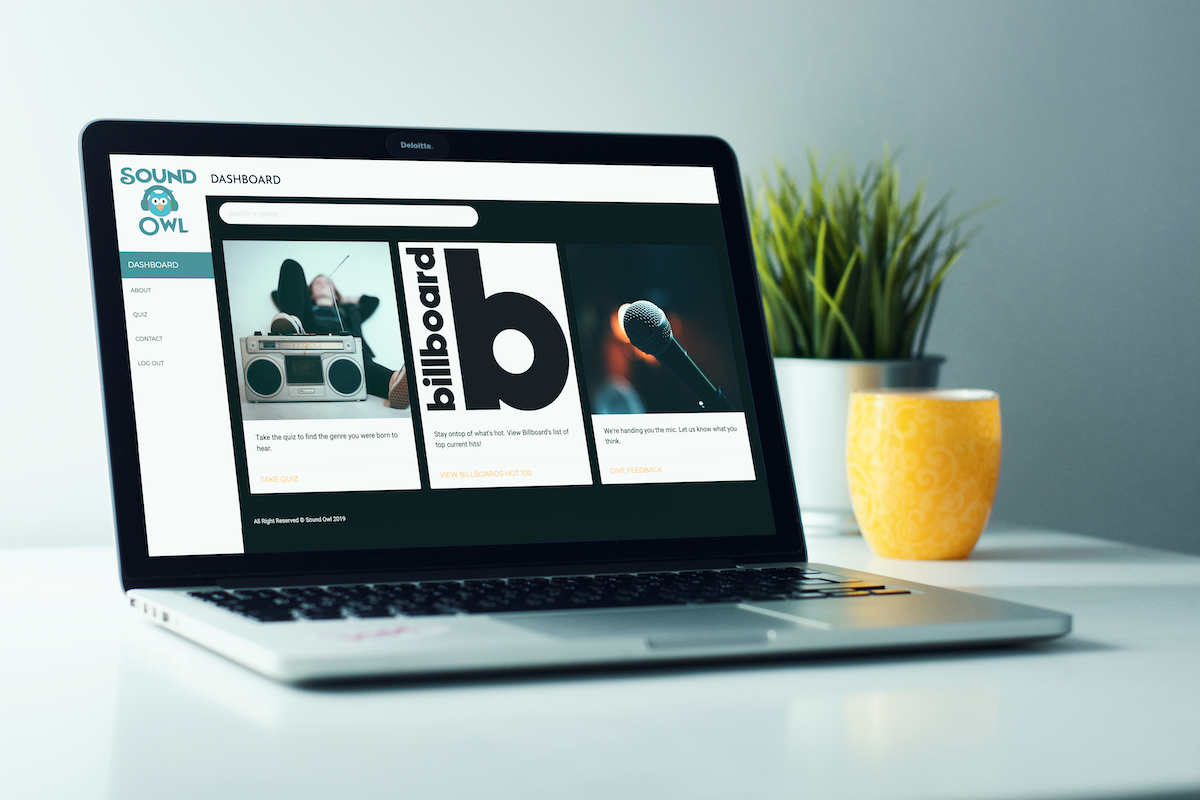 Deloitte.
SOUND
OWL
DASHBOARD
Search a genre...
DASHBOARD
ABOUT
QUIZ
CONTACT
LOG OUT
billboard
b
Take the quiz to find the genre you were born to
hear.
TAKE QUIZ
Stay ontop of what's hot. View Billboard's list of
top current hits!
VIEW BILLBOARDS HOT 100
We're handing you the mic. Let us know what you
think.
GIVE FEEDBACK
All Right Reserved © Sound Owl 2019